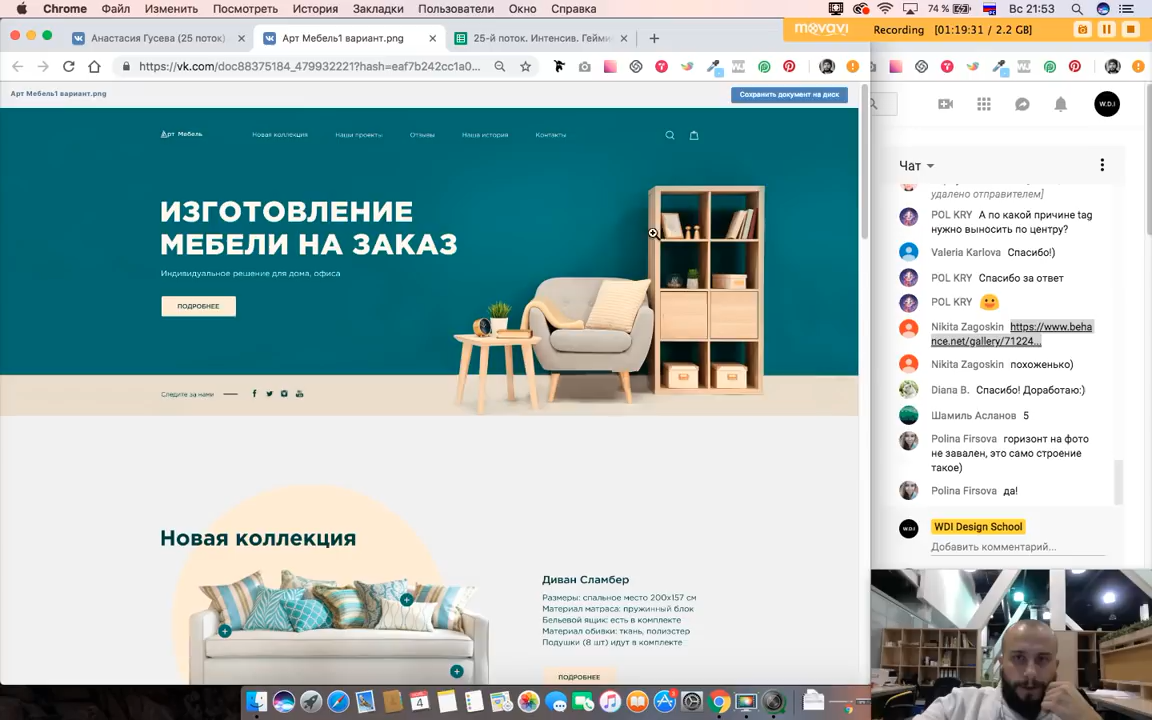 Chrome Файл Изменить Просмотреть История Закладки Пользователи Окно Справка
74 % Вс 21:53
movavi Recording [01:19:31 / 2.2 GB]
Анастасия Гусева (25 поток)
Арт Мебель1 вариант.png
25-й поток. Интенсив. Гейми
https://vk.com/doc88375184_479932221?hash=eaf7b242cc1a0...
Арт Мебель1 вариант.png
Сохранить документ на диск
Арт Мебель
Новая коллекция
Наши проекты
Отзывы
Наша история
Контакты
ИЗГОТОВЛЕНИЕ
МЕБЕЛИ НА ЗАКАЗ
Индивидуальное решение для дома, офиса
ПОДРОБНЕЕ
Следите за нами
Новая коллекция
Диван Сламбер
Размеры: спальное место 200х157 см
Материал матраса: пружинный блок
Бельевой ящик: есть в комплекте
Материал обивки: ткань, полиэстер
Подушки (8 шт) идут в комплекте
ПОДРОБНЕЕ
W.D.I
Чат
удалено отправителем]
POL KRY А по какой причине tag
нужно выносить по центру?
Valeria Karlova Спасибо!)
POL KRY Спасибо за ответ
POL KRY
Nikita Zagoskin https://www.beha
nce.net/gallery/71224...
Nikita Zagoskin похоженько)
Diana B. Спасибо! Доработаю:)
Шамиль Асланов 5
Polina Firsova горизонт на фото
не завален, это само строение
такое)
Polina Firsova да!
W.D.I
WDI Design School
Добавить комментарий...